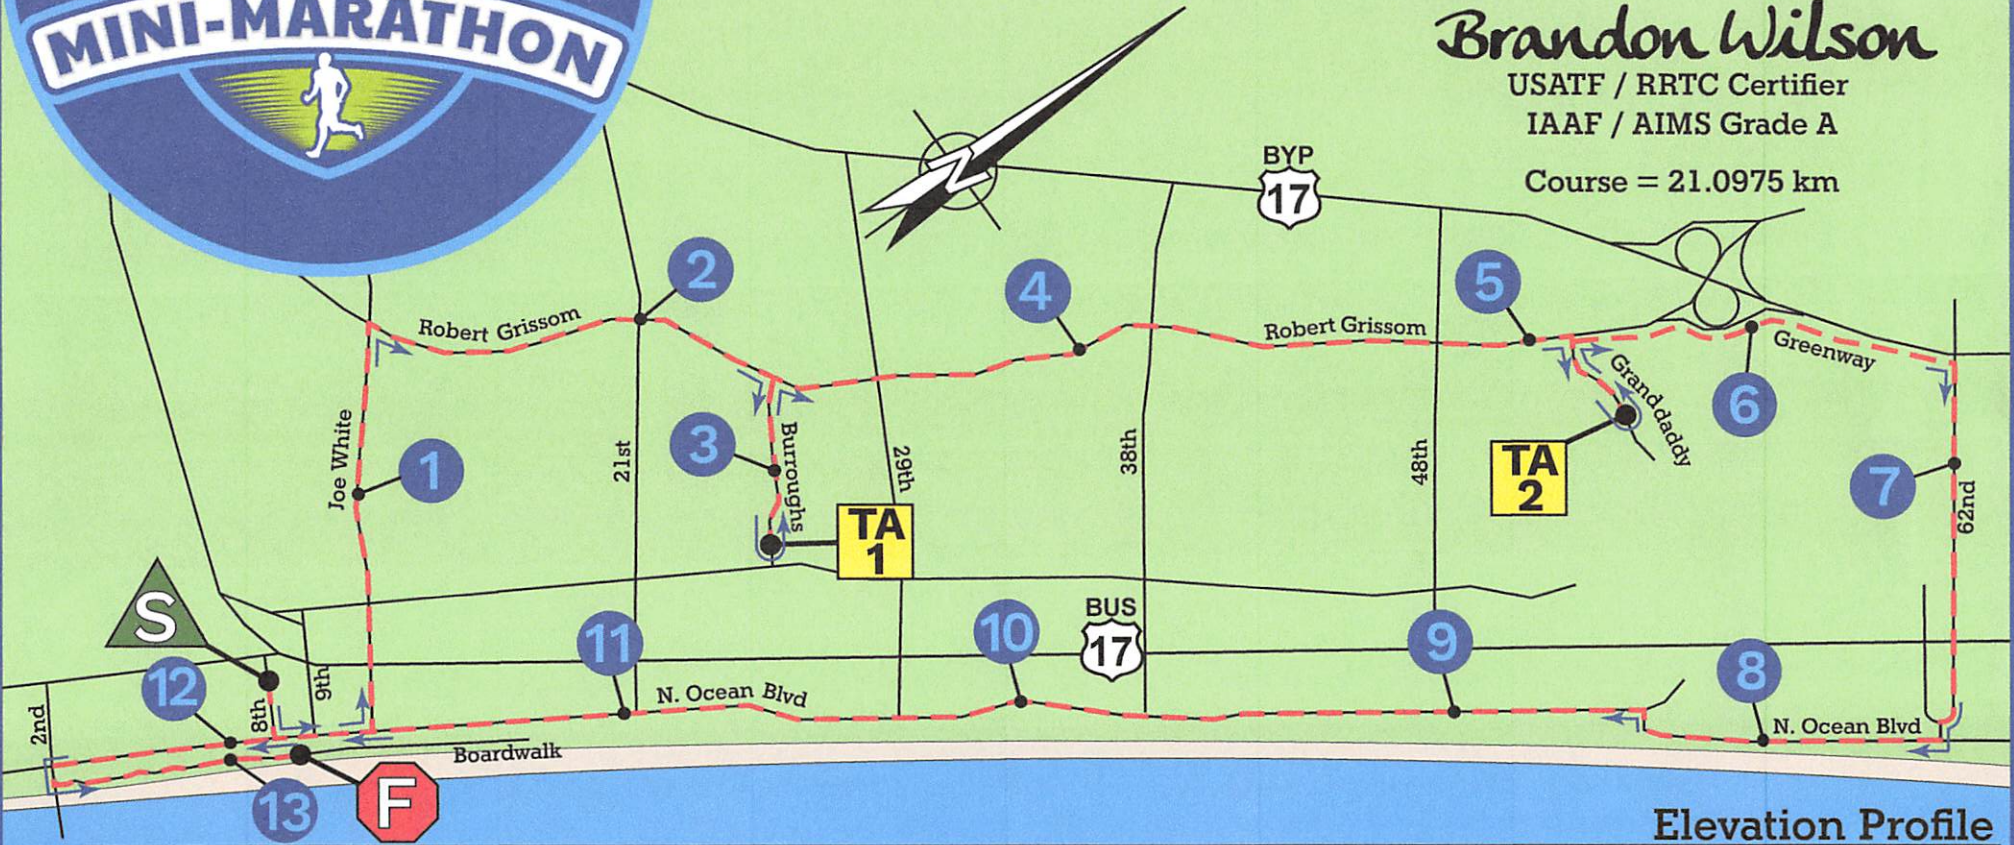 MINI-MARATHON
Brandon Wilson
USATF / RRTC Certifier
IAAF / AIMS Grade A
Course = 21.0975 km
N
BYP
17
2
4
5
Robert Grissom
Robert Grissom
Greenway
Granddaddy
6
1
Joe White
21st
3
Burroughs
29th
38th
48th
TA
2
7
62nd
TA
1
S
12
11
10
BUS
17
9
8
2nd
8th
9th
N. Ocean Blvd
N. Ocean Blvd
Boardwalk
13
F
Elevation Profile